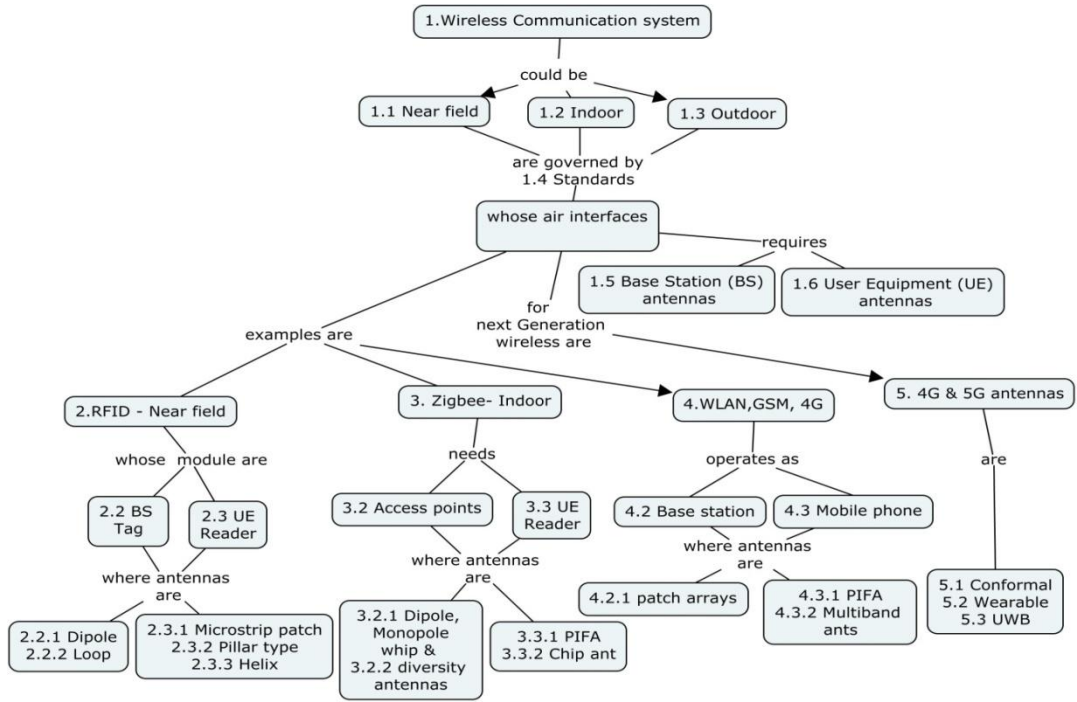 1.Wireless Communication system
could be
1.1 Near field
1.2 Indoor
1.3 Outdoor
are governed by
1.4 Standards
whose air interfaces
requires
1.5 Base Station (BS)
antennas
1.6 User Equipment (UE)
antennas
for
next Generation
wireless are
examples are
2.RFID - Near field
3. Zigbee- Indoor
4.WLAN,GSM, 4G
5. 4G & 5G antennas
whose module are
needs
operates as
are
2.2 BS
Tag
2.3 UE
Reader
3.2 Access points
3.3 UE
Reader
4.2 Base station
4.3 Mobile phone
where antennas
are
where antennas
are
where antennas
are
2.2.1 Dipole
2.2.2 Loop
2.3.1 Microstrip patch
2.3.2 Pillar type
2.3.3 Helix
3.2.1 Dipole,
Monopole
whip &
3.2.2 diversity
antennas
3.3.1 PIFA
3.3.2 Chip ant
4.2.1 patch arrays
4.3.1 PIFA
4.3.2 Multiband
ants
5.1 Conformal
5.2 Wearable
5.3 UWB